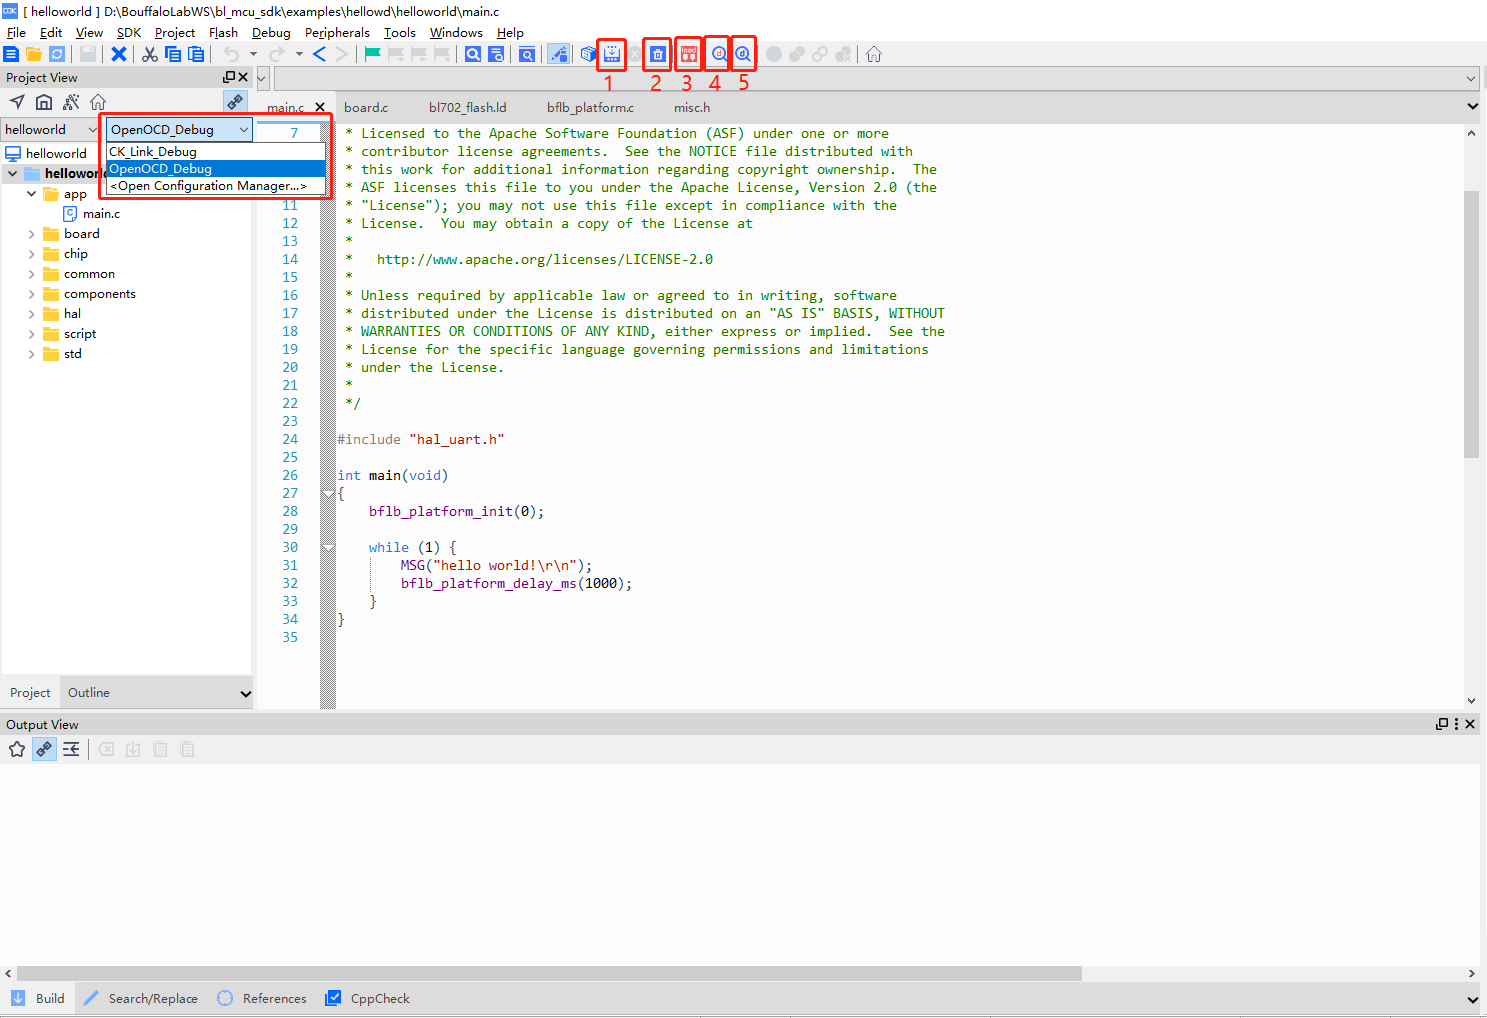 CDK [ helloworld ] D:\BouffaloLabWS\bl_mcu_sdk\examples\hellowd\helloworld\main.c
File Edit View SDK Project Flash Debug Peripherals Tools Windows Help
load d d
1 2 3 4 5
Project View
main.c board.c bl702_flash.ld bflb_platform.c misc.h
helloworld OpenOCD_Debug
CK_Link_Debug
OpenOCD_Debug
<Open Configuration Manager...>
helloworld
helloworld
app
main.c
board
chip
common
components
hal
script
std
Project Outline
7 * Licensed to the Apache Software Foundation (ASF) under one or more
* contributor license agreements.  See the NOTICE file distributed with
* this work for additional information regarding copyright ownership.  The
* ASF licenses this file to you under the Apache License, Version 2.0 (the
11 * "License"); you may not use this file except in compliance with the
12 * License.  You may obtain a copy of the License at
13 *
14 *   http://www.apache.org/licenses/LICENSE-2.0
15 *
16 * Unless required by applicable law or agreed to in writing, software
17 * distributed under the License is distributed on an "AS IS" BASIS, WITHOUT
18 * WARRANTIES OR CONDITIONS OF ANY KIND, either express or implied.  See the
19 * License for the specific language governing permissions and limitations
20 * under the License.
21 *
22 */
23
24 #include "hal_uart.h"
25
26 int main(void)
27 {
28     bflb_platform_init(0);
29
30     while (1) {
31         MSG("hello world!\r\n");
32         bflb_platform_delay_ms(1000);
33     }
34 }
35
Output View
Build Search/Replace References CppCheck